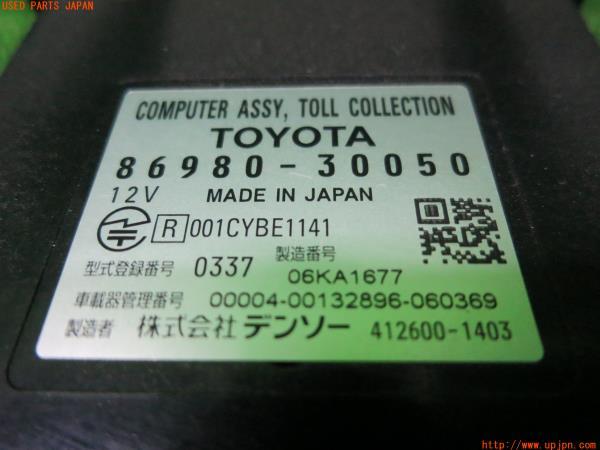 USED PARTS JAPAN
COMPUTER ASSY, TOLL COLLECTION
TOYOTA
86980-30050
12V MADE IN JAPAN
R 001CYBE1141
型式登録番号 0337 製造番号 06KA1677
車載器管理番号 00004-00132896-060369
製造者 株式会社 デンソー 412600-1403
http://www.upjpn.com/